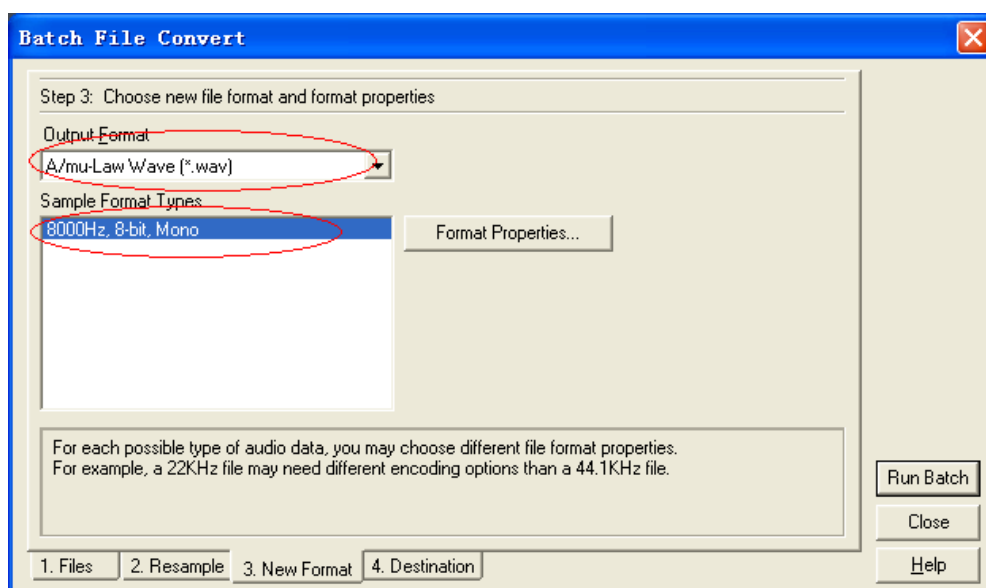 Batch File Convert
Step 3: Choose new file format and format properties
Output Format
A/mu-Law Wave (*.wav)
Sample Format Types
8000Hz, 8-bit, Mono
Format Properties...
For each possible type of audio data, you may choose different file format properties.
For example, a 22KHz file may need different encoding options than a 44.1KHz file.
Run Batch
Close
Help
1. Files
2. Resample
3. New Format
4. Destination